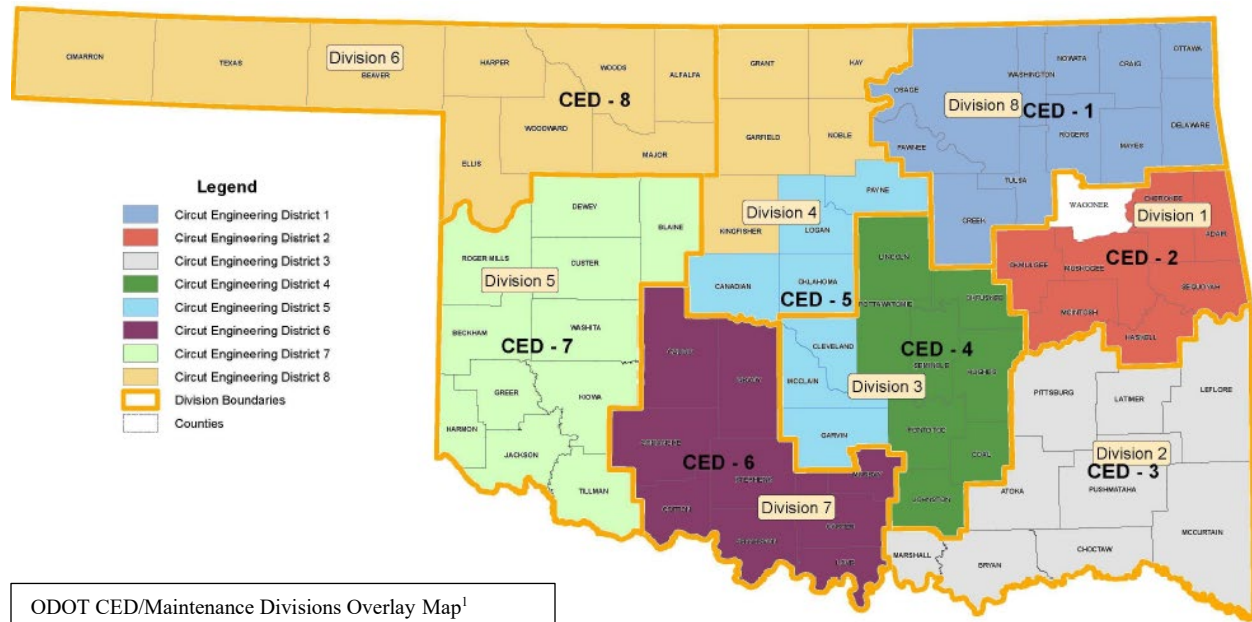 CIMARRON
TEXAS
Division 6
BEAVER
HARPER
WOODS
ALFALFA
CED - 8
WOODWARD
MAJOR
ELLIS
GRANT
KAY
GARFIELD
NOBLE
KINGFISHER
OSAGE
WASHINGTON
NOWATA
CRAIG
OTTAWA
Division 8
CED - 1
ROGERS
MAYES
DELAWARE
PAWNEE
TULSA
CREEK
PAYNE
Division 4
LOGAN
CANADIAN
OKLAHOMA
CED - 5
WAGONER
CHEROKEE
Division 1
ADAIR
OKMULGEE
MUSKOGEE
CED - 2
SEQUOYAH
MCINTOSH
HASKELL
Legend
Circut Engineering District 1
Circut Engineering District 2
Circut Engineering District 3
Circut Engineering District 4
Circut Engineering District 5
Circut Engineering District 6
Circut Engineering District 7
Circut Engineering District 8
Division Boundaries
Counties
DEWEY
BLAINE
ROGER MILLS
CUSTER
Division 5
BECKHAM
WASHITA
CED - 7
GREER
KIOWA
HARMON
JACKSON
TILLMAN
CADDO
GRADY
COMANCHE
CED - 6
STEPHENS
COTTON
Division 7
MURRAY
CARTER
JEFFERSON
LOVE
CLEVELAND
MCCLAIN
Division 3
GARVIN
LINCOLN
POTTAWATOMIE
OKFUSKEE
CED - 4
SEMINOLE
HUGHES
PONTOTOC
COAL
JOHNSTON
PITTSBURG
LATIMER
LEFLORE
Division 2
CED - 3
ATOKA
PUSHMATAHA
MCCURTAIN
MARSHALL
BRYAN
CHOCTAW
ODOT CED/Maintenance Divisions Overlay Map1